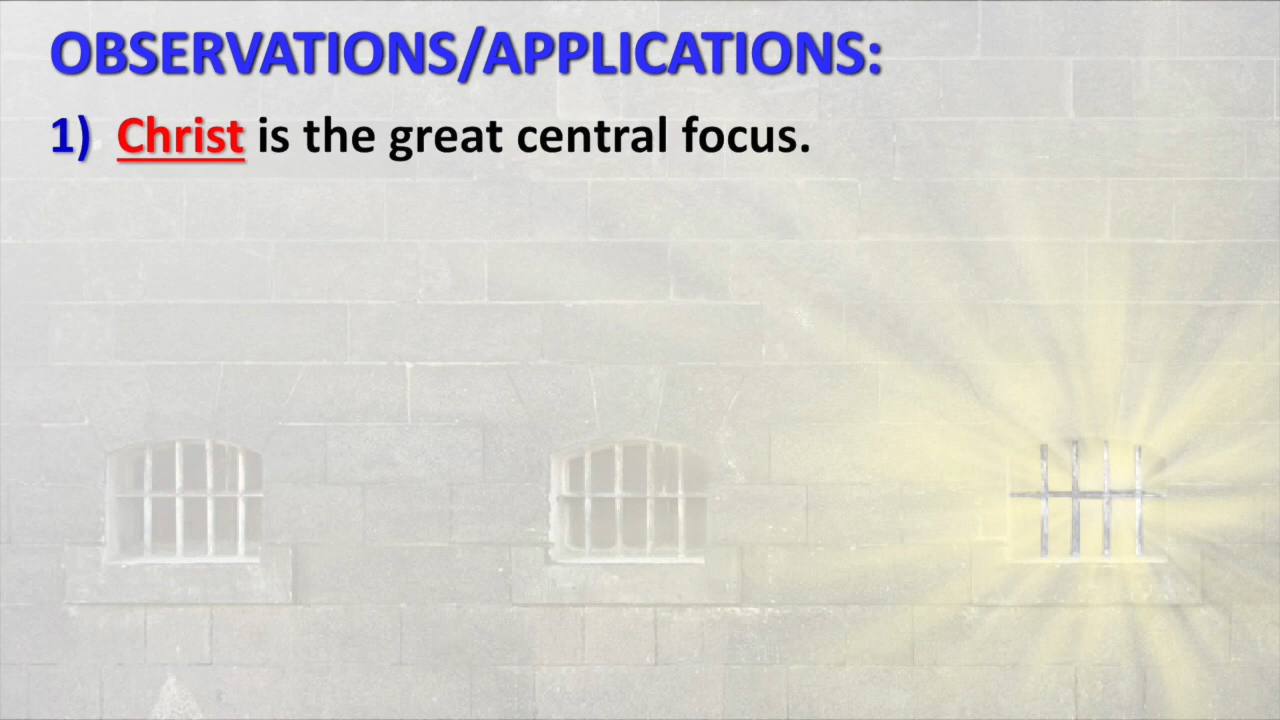 OBSERVATIONS/APPLICATIONS:
1) Christ is the great central focus.